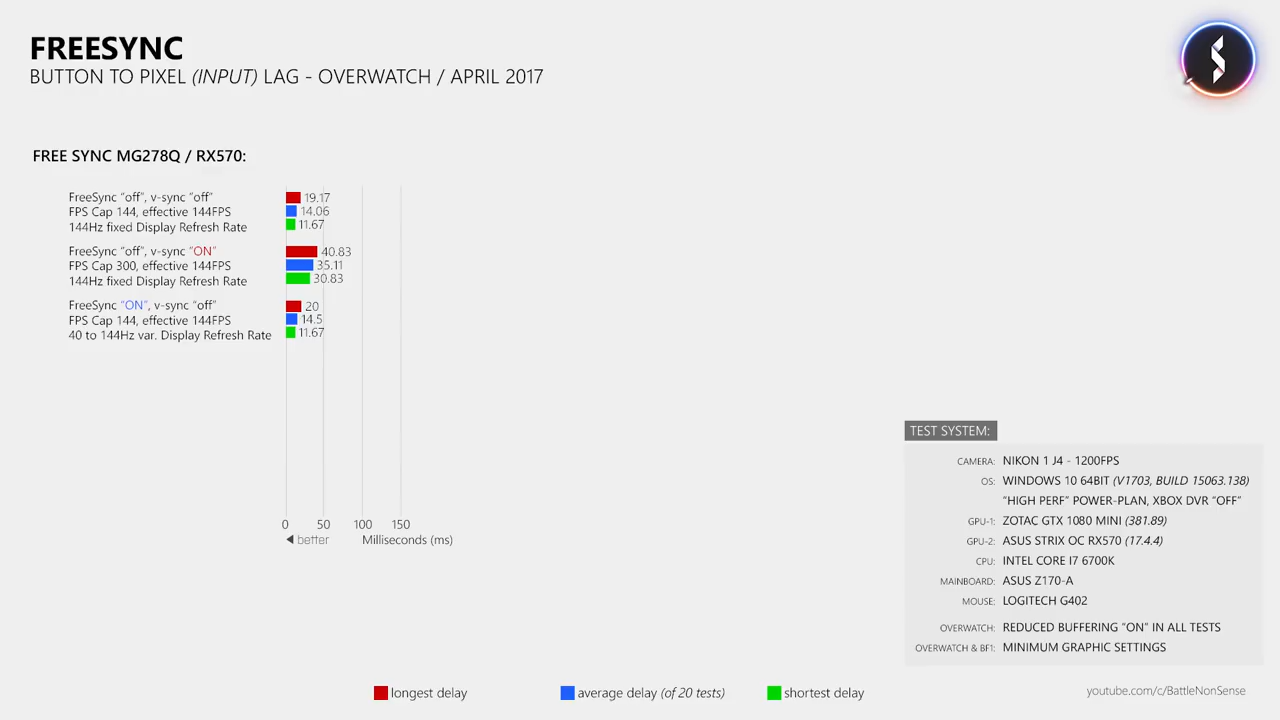 FREESYNC
BUTTON TO PIXEL (INPUT) LAG - OVERWATCH / APRIL 2017
FREE SYNC MG278Q / RX570:
FreeSync "off", v-sync "off"
FPS Cap 144, effective 144FPS
144Hz fixed Display Refresh Rate
19.17
14.06
11.67
FreeSync "off", v-sync "ON"
FPS Cap 300, effective 144FPS
144Hz fixed Display Refresh Rate
40.83
35.11
30.83
FreeSync "ON", v-sync "off"
FPS Cap 144, effective 144FPS
40 to 144Hz var. Display Refresh Rate
20
14.5
11.67
0 50 100 150
better Milliseconds (ms)
TEST SYSTEM:
CAMERA: NIKON 1 J4 - 1200FPS
OS: WINDOWS 10 64BIT (V1703, BUILD 15063.138)
"HIGH PERF" POWER-PLAN, XBOX DVR "OFF"
GPU-1: ZOTAC GTX 1080 MINI (381.89)
GPU-2: ASUS STRIX OC RX570 (17.4.4)
CPU: INTEL CORE I7 6700K
MAINBOARD: ASUS Z170-A
MOUSE: LOGITECH G402
OVERWATCH: REDUCED BUFFERING "ON" IN ALL TESTS
OVERWATCH & BF1: MINIMUM GRAPHIC SETTINGS
longest delay average delay (of 20 tests) shortest delay
youtube.com/c/BattleNonSense